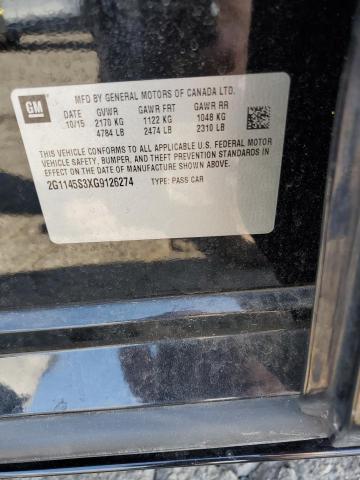 GM
MFD BY GENERAL MOTORS OF CANADA LTD.
DATE GVWR GAWR FRT GAWR RR
10/15 2170 KG 1122 KG 1048 KG
4784 LB 2474 LB 2310 LB
THIS VEHICLE CONFORMS TO ALL APPLICABLE U.S. FEDERAL MOTOR
VEHICLE SAFETY, BUMPER, AND THEFT PREVENTION STANDARDS IN
EFFECT ON THE DATE OF MANUFACTURE SHOWN ABOVE.
2G1145S3XG9126274 TYPE: PASS CAR